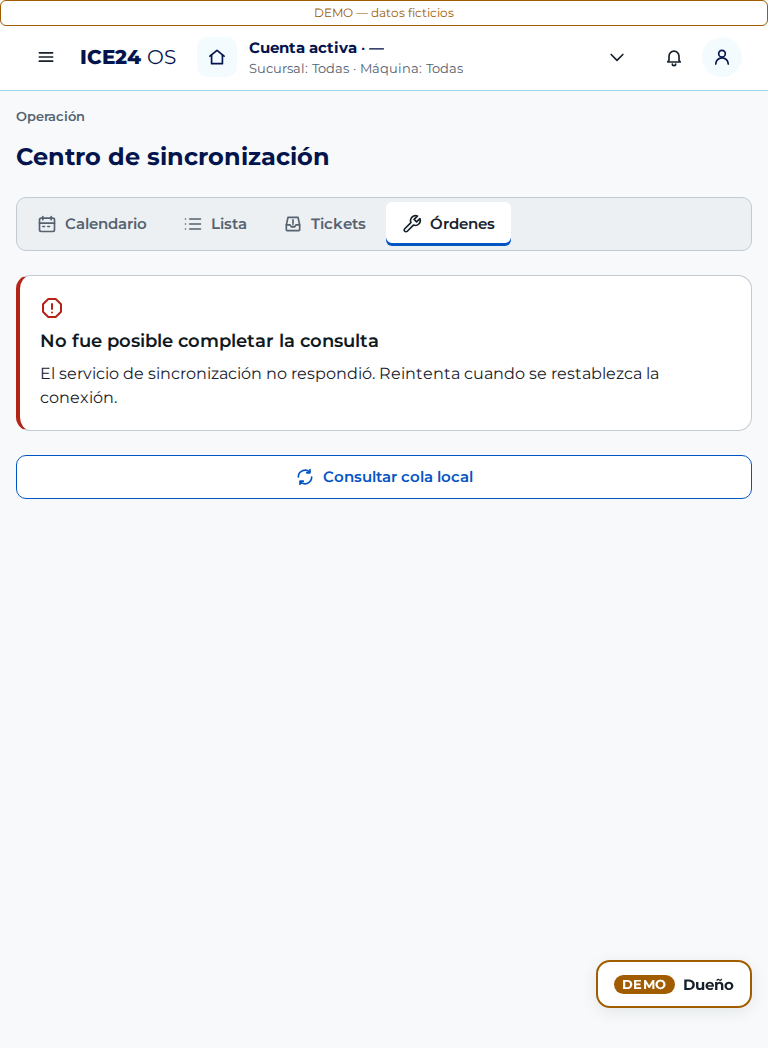 DEMO — datos ficticios
ICE24 OS
Cuenta activa · —
Sucursal: Todas · Máquina: Todas
Operación
Centro de sincronización
Calendario Lista Tickets Órdenes
No fue posible completar la consulta
El servicio de sincronización no respondió. Reintenta cuando se restablezca la
conexión.
Consultar cola local
DEMO Dueño